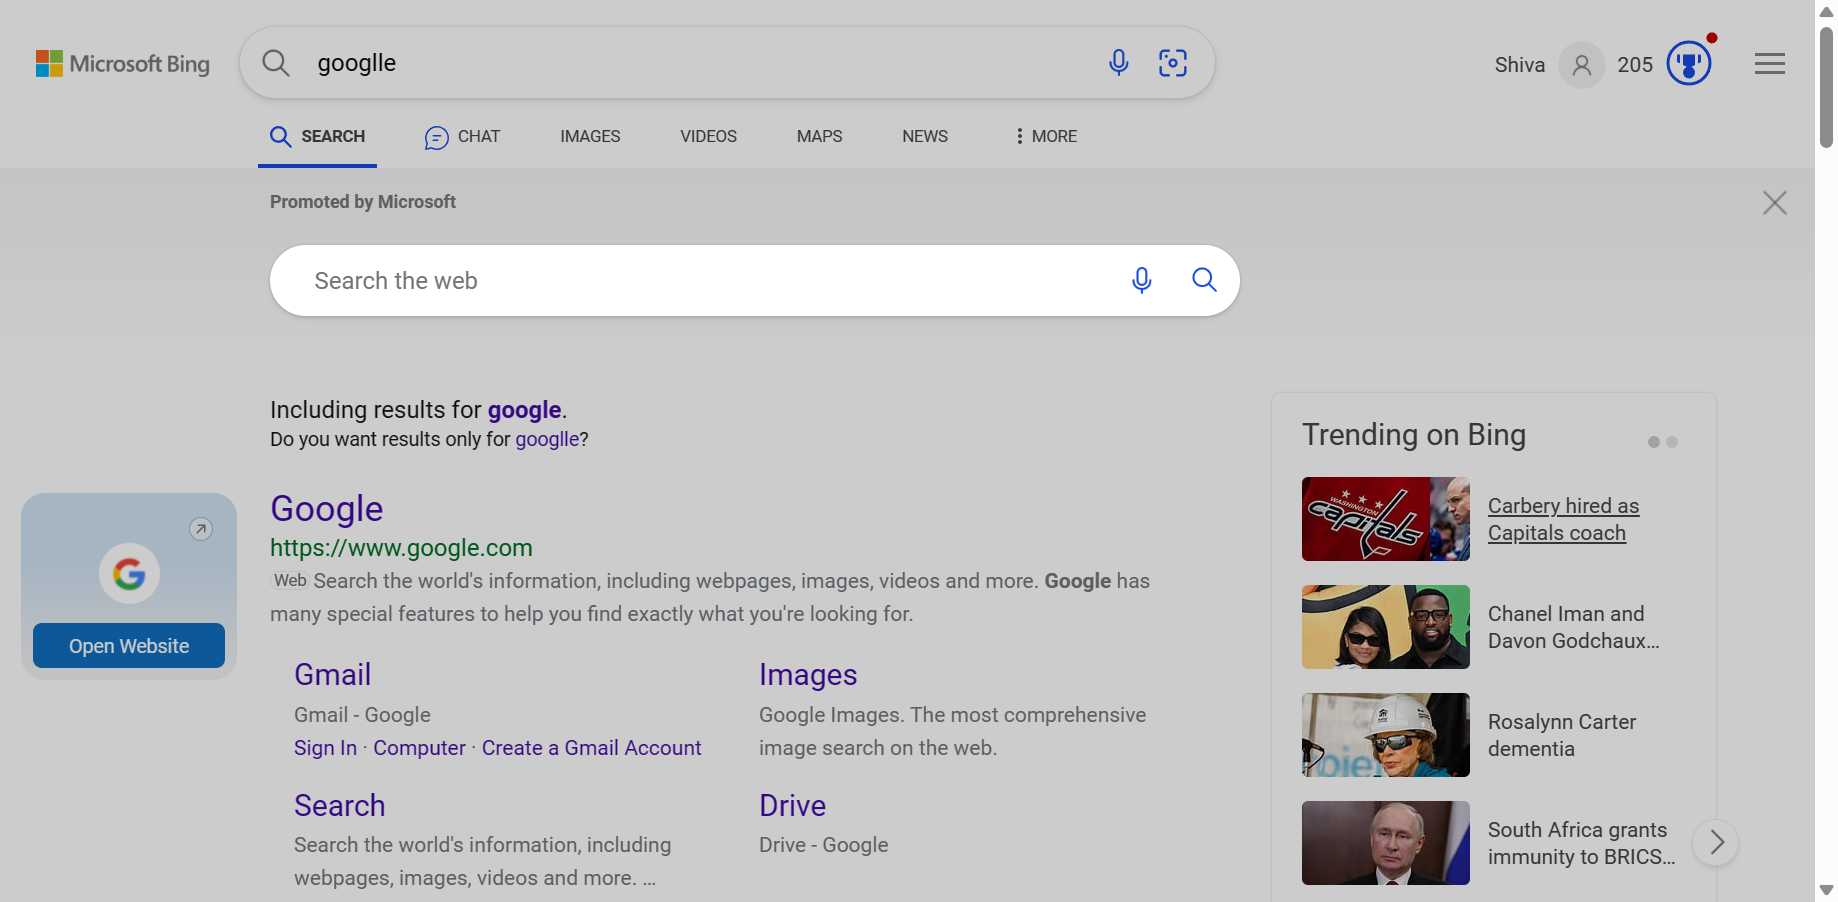 Microsoft Bing
googlle
Shiva
205
SEARCH
CHAT
IMAGES
VIDEOS
MAPS
NEWS
MORE
Promoted by Microsoft
Search the web
Including results for google.
Do you want results only for googlle?
Open Website
Google
https://www.google.com
Web Search the world's information, including webpages, images, videos and more. Google has
many special features to help you find exactly what you're looking for.
Gmail
Gmail - Google
Sign In · Computer · Create a Gmail Account
Images
Google Images. The most comprehensive
image search on the web.
Search
Search the world's information, including
webpages, images, videos and more. ...
Drive
Drive - Google
Trending on Bing
WASHINGTON
capitals
Carbery hired as
Capitals coach
Chanel Iman and
Davon Godchaux...
Rosalynn Carter
dementia
South Africa grants
immunity to BRICS...